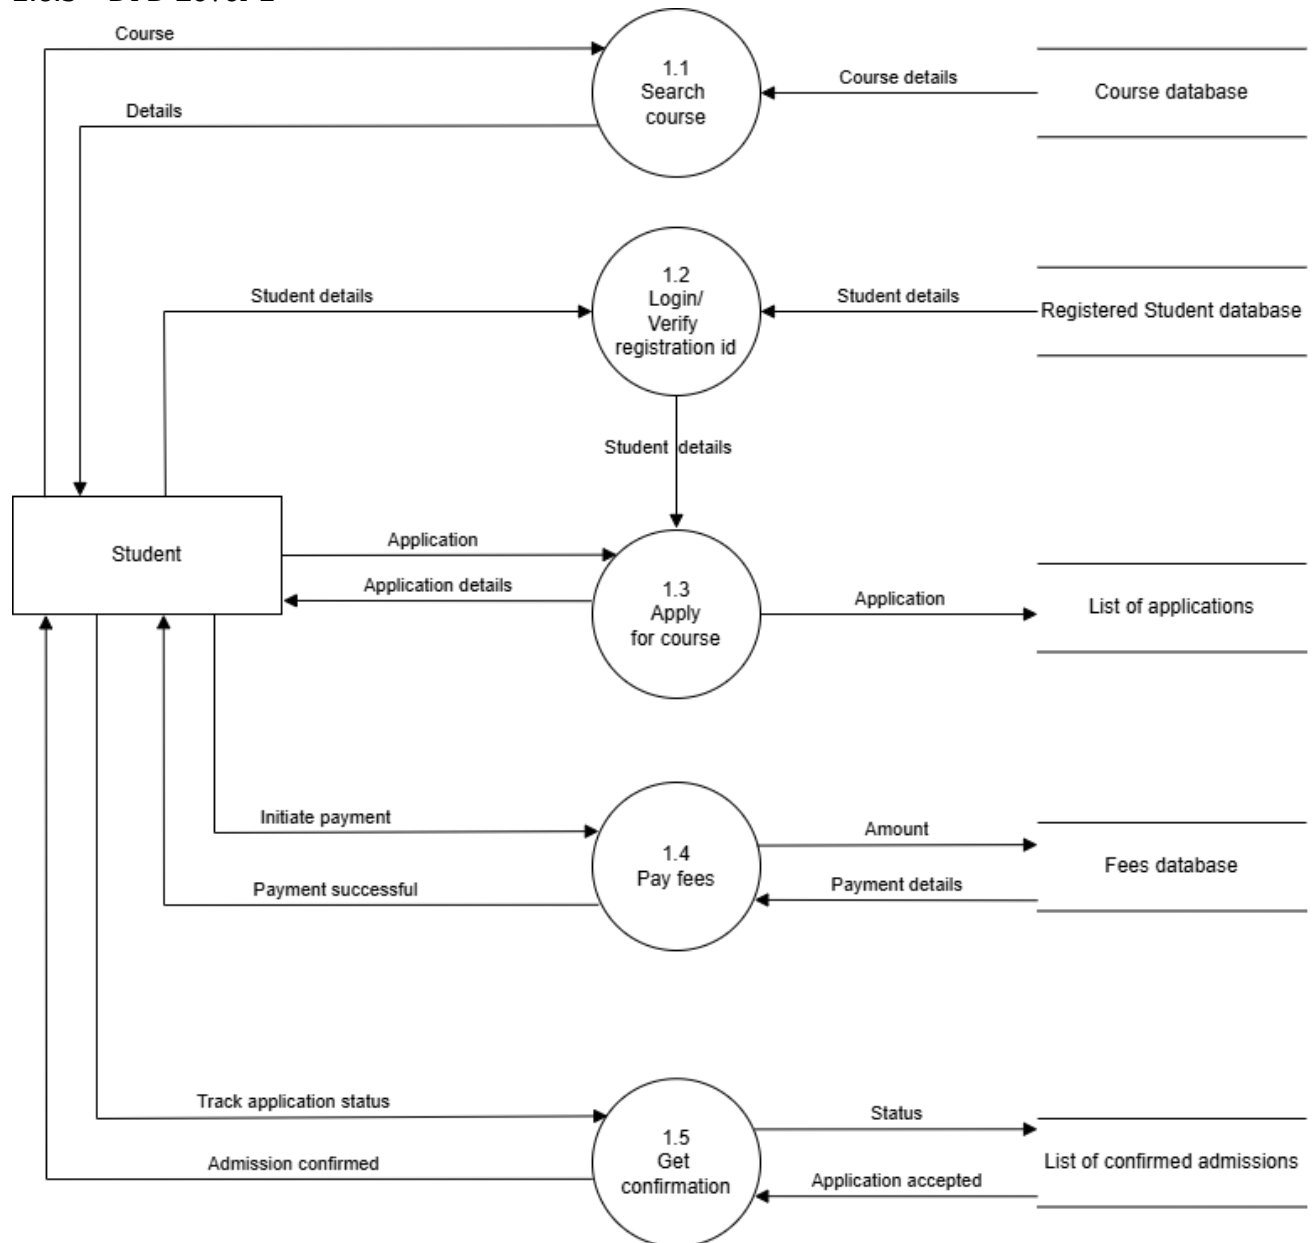 Course
1.1
Search
course
Course details
Course database
Details
1.2
Login/
Verify
registration id
Student details
Student details
Registered Student database
Student details
Student
Application
Application details
1.3
Apply
for course
Application
List of applications
Initiate payment
Payment successful
1.4
Pay fees
Amount
Payment details
Fees database
Track application status
Admission confirmed
1.5
Get
confirmation
Status
Application accepted
List of confirmed admissions